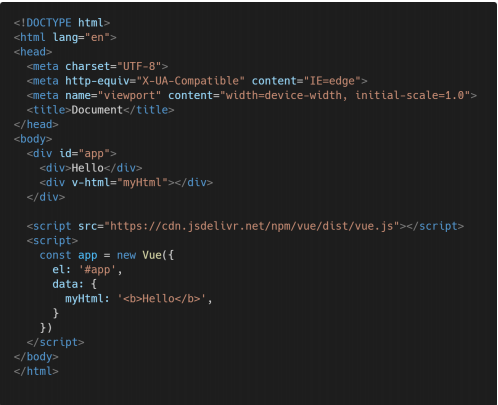 <!DOCTYPE html>
<html lang="en">
<head>
  <meta charset="UTF-8">
  <meta http-equiv="X-UA-Compatible" content="IE=edge">
  <meta name="viewport" content="width=device-width, initial-scale=1.0">
  <title>Document</title>
</head>
<body>
  <div id="app">
    <div>Hello</div>
    <div v-html="myHtml"></div>
  </div>

  <script src="https://cdn.jsdelivr.net/npm/vue/dist/vue.js"></script>
  <script>
    const app = new Vue({
      el: '#app',
      data: {
        myHtml: '<b>Hello</b>',
      }
    })
  </script>
</body>
</html>